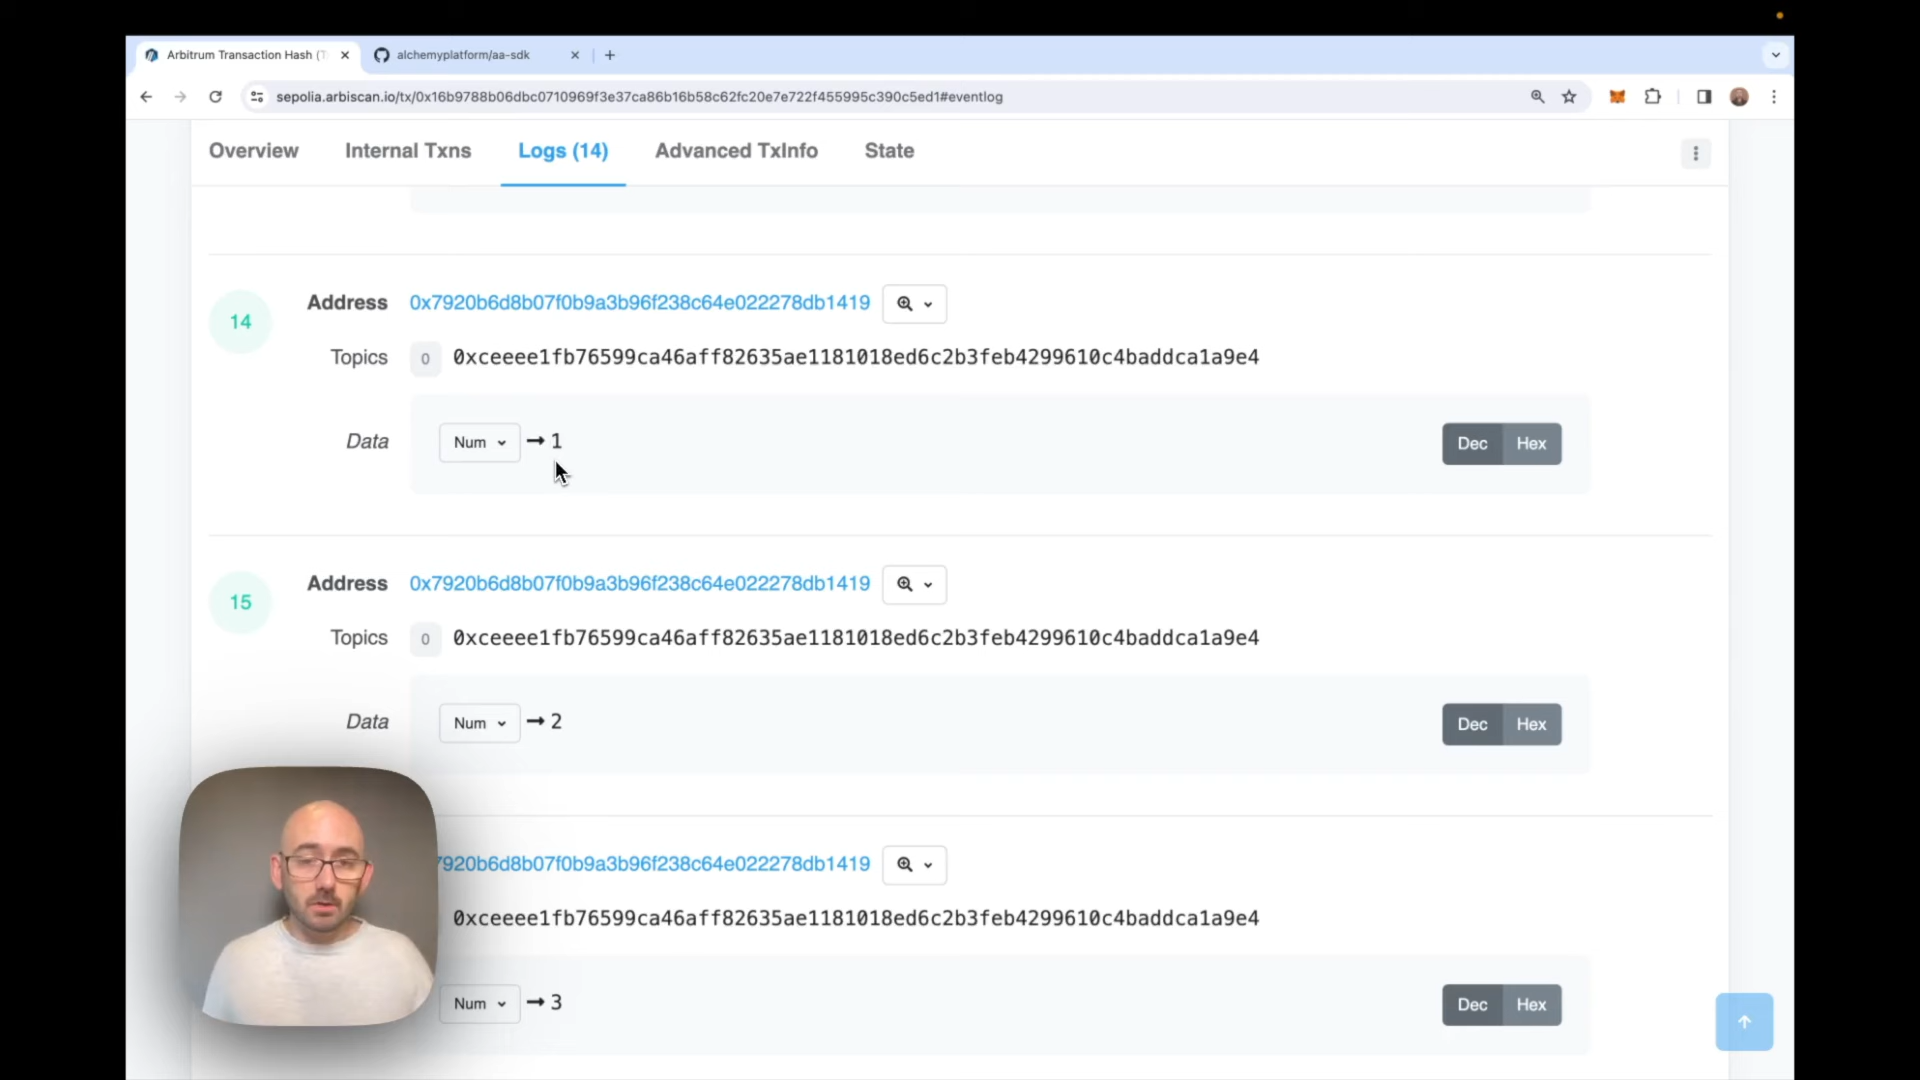 Arbitrum Transaction Hash (T
alchemyplatform/aa-sdk
sepolia.arbiscan.io/tx/0x16b9788b06dbc0710969f3e37ca86b16b58c62fc20e7e722f455995c390c5ed1#eventlog
Overview Internal Txns Logs (14) Advanced TxInfo State
14 Address 0x7920b6d8b07f0b9a3b96f238c64e022278db1419
Topics 0 0xceeee1fb76599ca46aff82635ae1181018ed6c2b3feb4299610c4baddca1a9e4
Data Num → 1 Dec Hex
15 Address 0x7920b6d8b07f0b9a3b96f238c64e022278db1419
Topics 0 0xceeee1fb76599ca46aff82635ae1181018ed6c2b3feb4299610c4baddca1a9e4
Data Num → 2 Dec Hex
7920b6d8b07f0b9a3b96f238c64e022278db1419
0xceeee1fb76599ca46aff82635ae1181018ed6c2b3feb4299610c4baddca1a9e4
Num → 3 Dec Hex